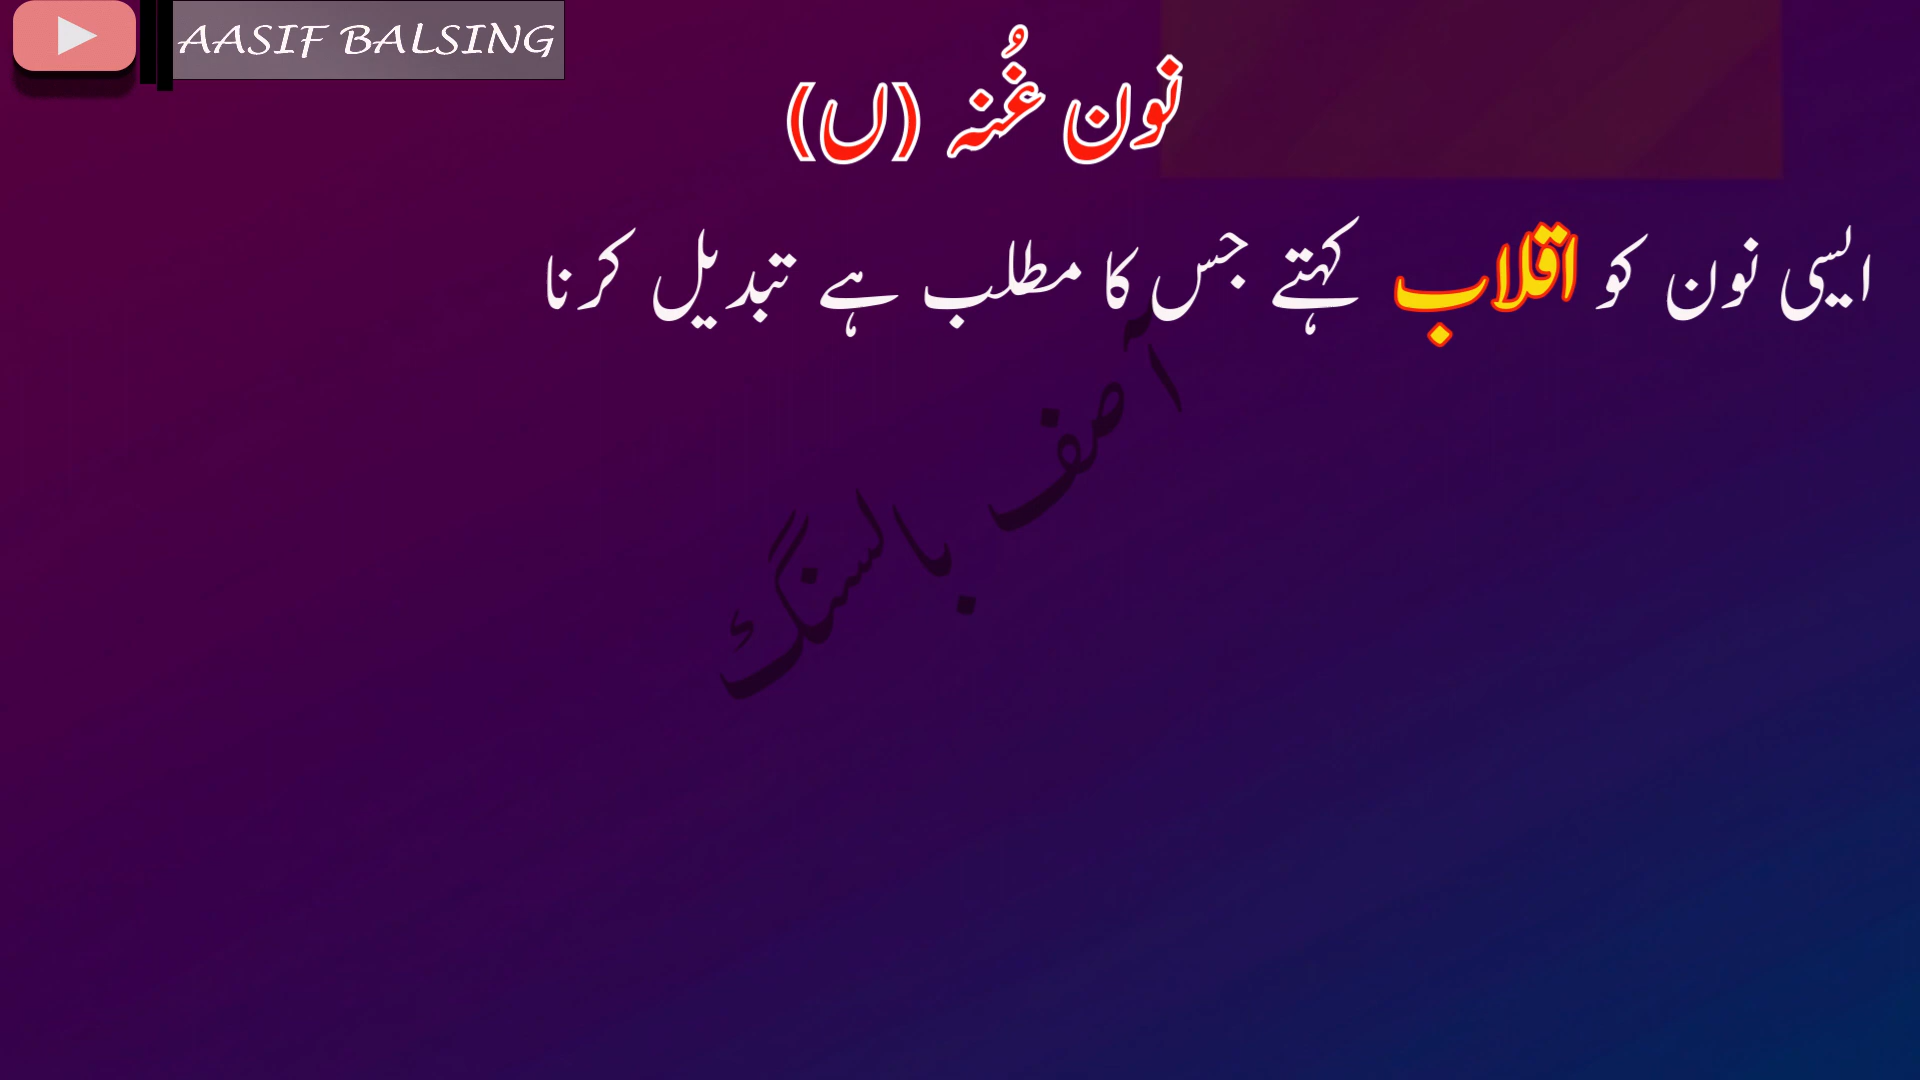 AASIF BALSING
نون غُنہ (ں)
ایسی نون کو اقلاب کہتے جس کا مطلب ہے تبدیل کرنا
آصف بالسنگ